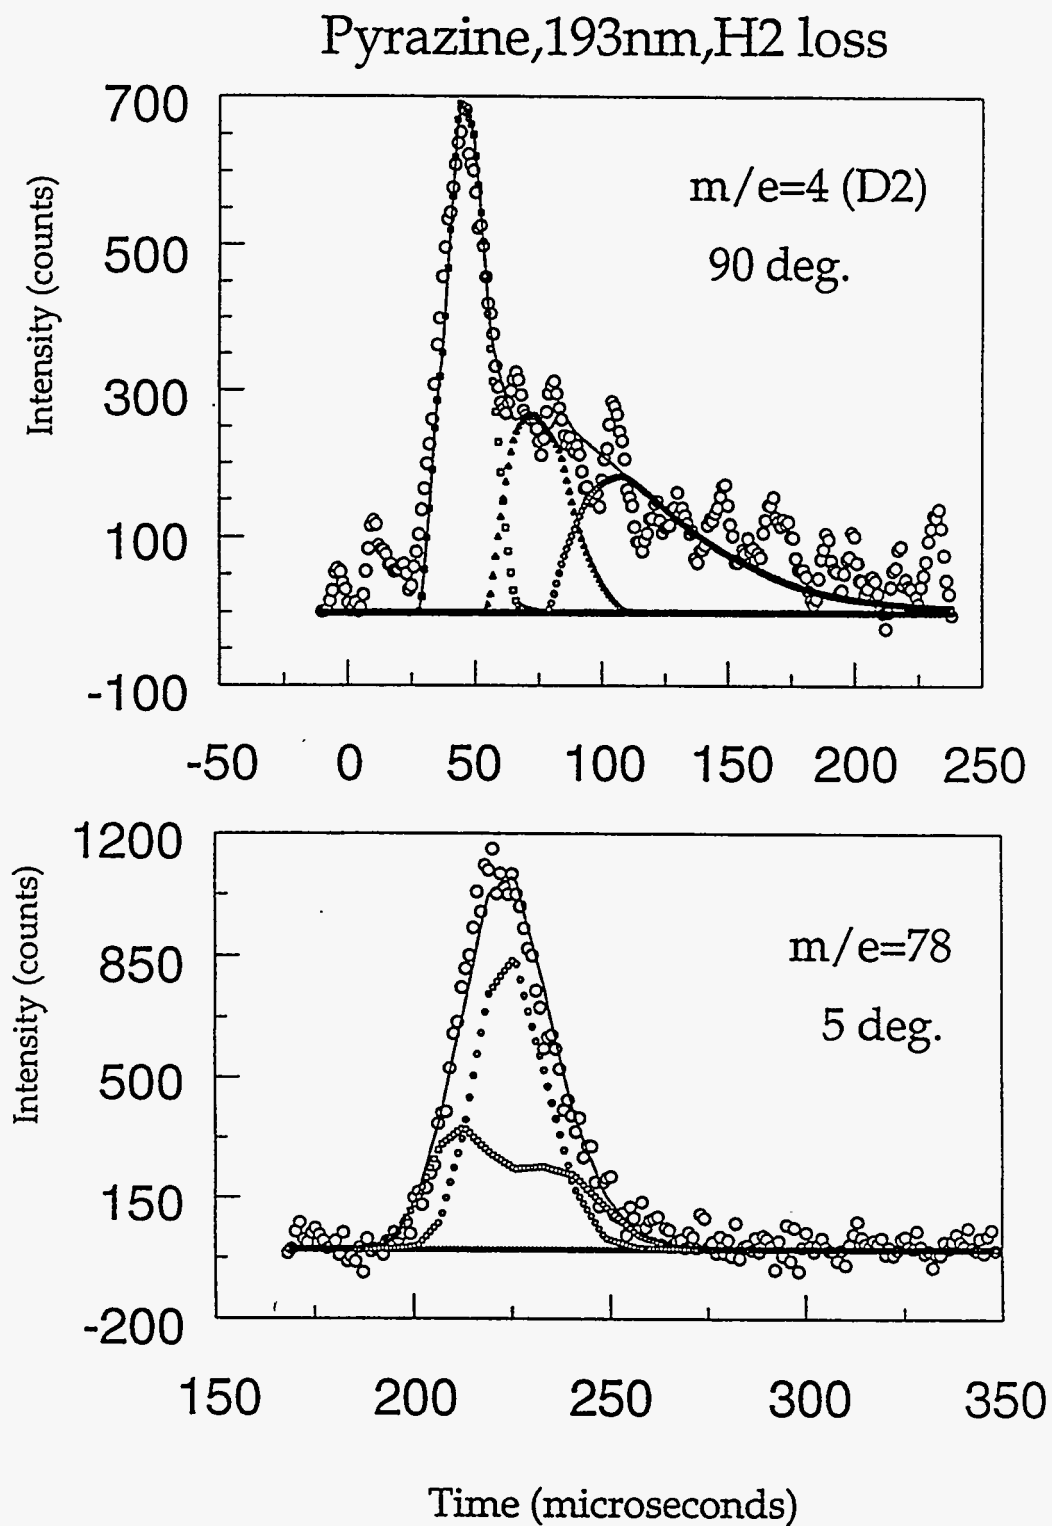 Pyrazine,193nm,H2 loss
700
500
300
100
-100
Intensity (counts)
m/e=4 (D2)
90 deg.
-50 0 50 100 150 200 250
1200
850
500
150
-200
Intensity (counts)
m/e=78
5 deg.
150 200 250 300 350
Time (microseconds)